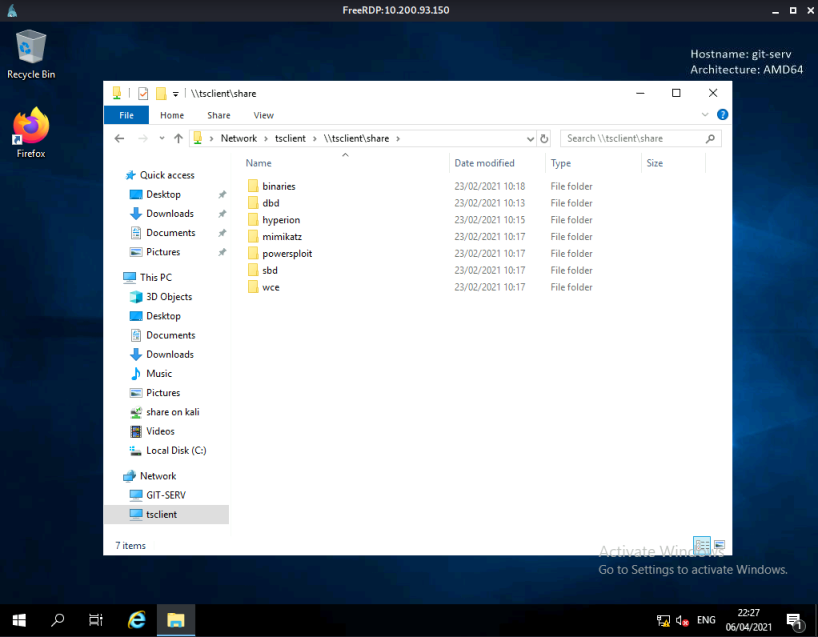 FreeRDP:10.200.93.150
Recycle Bin
Hostname: git-serv
Architecture: AMD64
Firefox
\\tsclient\share
File Home Share View
Network tsclient \\tsclient\share
Search \\tsclient\share
Quick access
Desktop
Downloads
Documents
Pictures
This PC
3D Objects
Desktop
Documents
Downloads
Music
Pictures
share on kali
Videos
Local Disk (C:)
Network
GIT-SERV
tsclient
Name Date modified Type Size
binaries 23/02/2021 10:18 File folder
dbd 23/02/2021 10:13 File folder
hyperion 23/02/2021 10:15 File folder
mimikatz 23/02/2021 10:17 File folder
powersploit 23/02/2021 10:17 File folder
sbd 23/02/2021 10:17 File folder
wce 23/02/2021 10:17 File folder
7 items
Activate Windows
Go to Settings to activate Windows.
ENG
22:27
06/04/2021
1